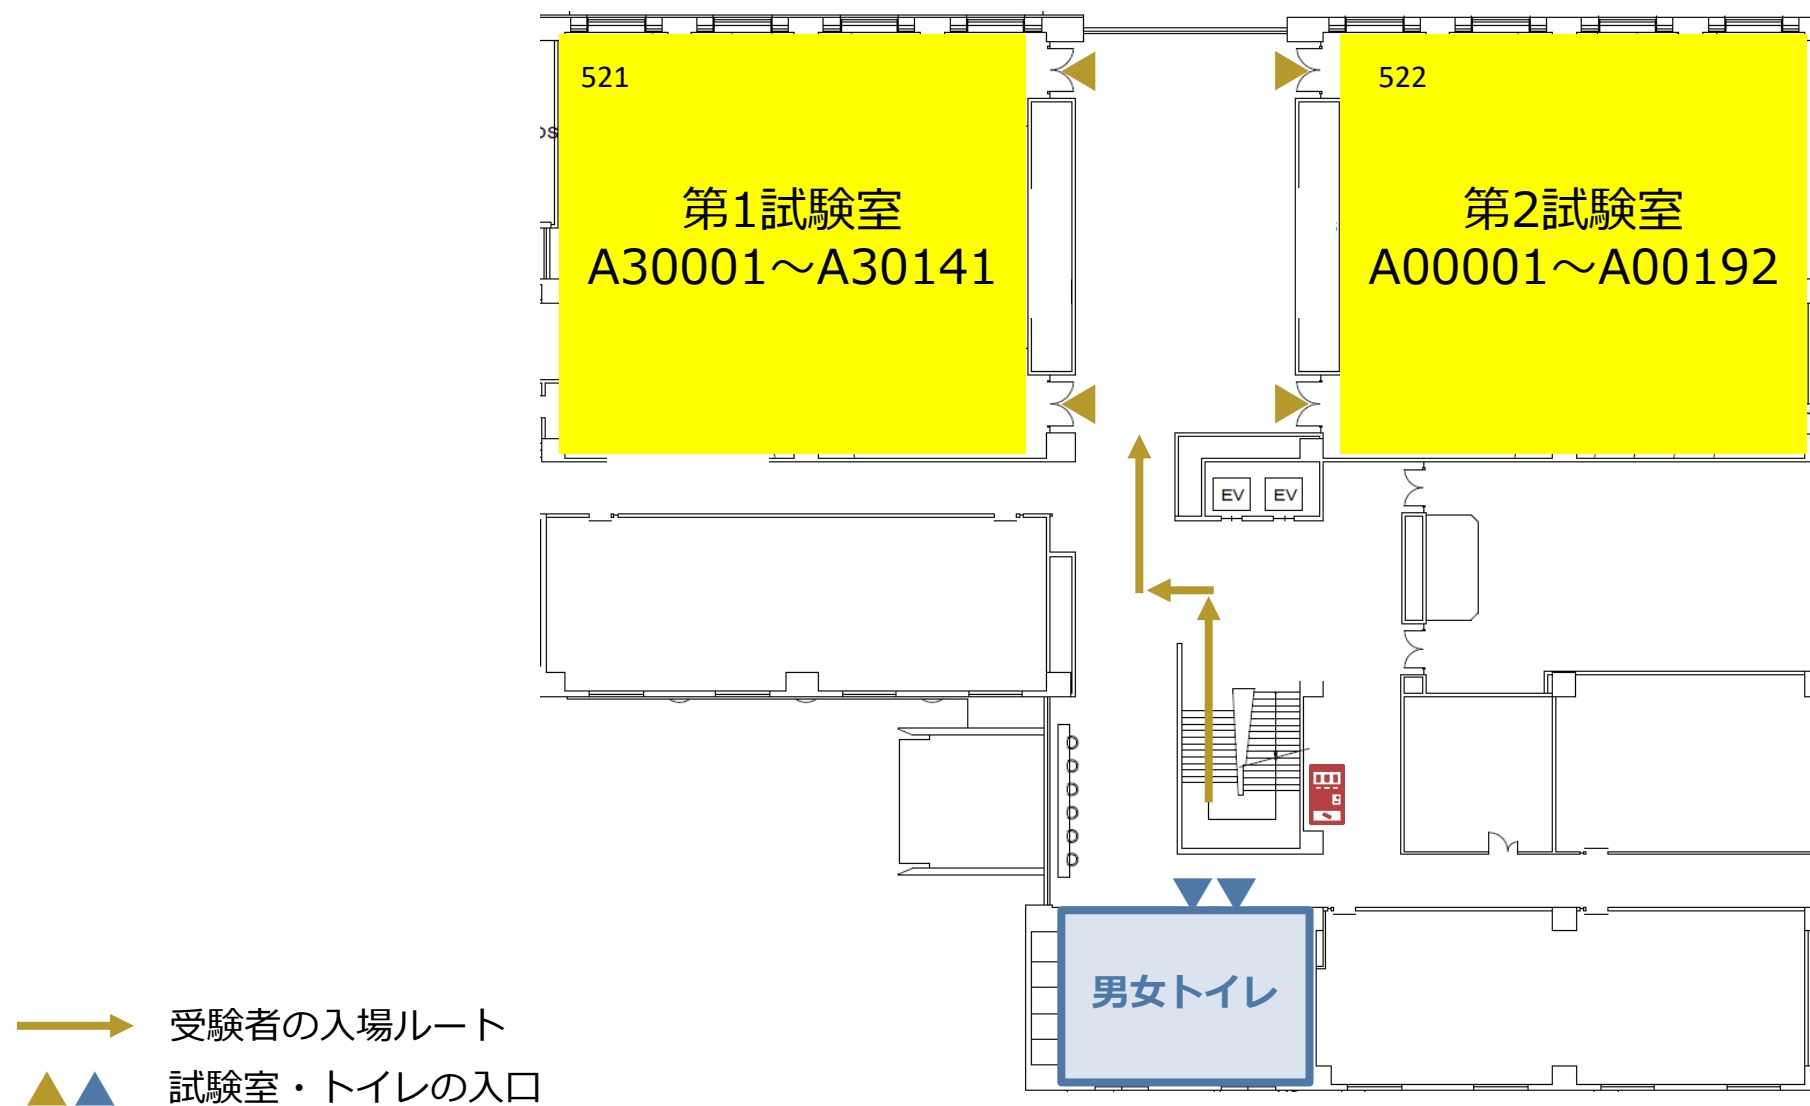 521
522
第1試験室
A30001～A30141
第2試験室
A00001～A00192
EV
EV
男女トイレ
受験者の入場ルート
試験室・トイレの入口